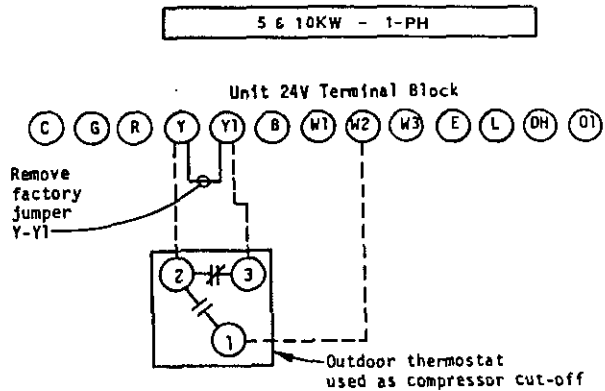 5 & 10KW - 1-PH
Unit 24V Terminal Block
C G R Y Y1 B W1 W2 W3 E L DH O1
Remove
factory
jumper
Y-Y1
2 3
1
Outdoor thermostat
used as compressor cut-off